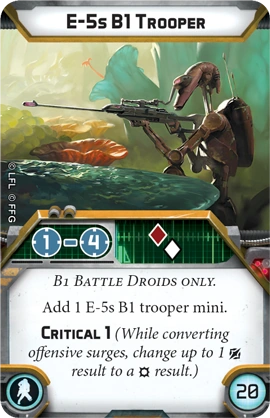 E-5s B1 Trooper
© LFL © FFG
1 – 4
B1 Battle Droids only.
Add 1 E-5s B1 trooper mini.
Critical 1 (While converting
offensive surges, change up to 1
result to a result.)
20